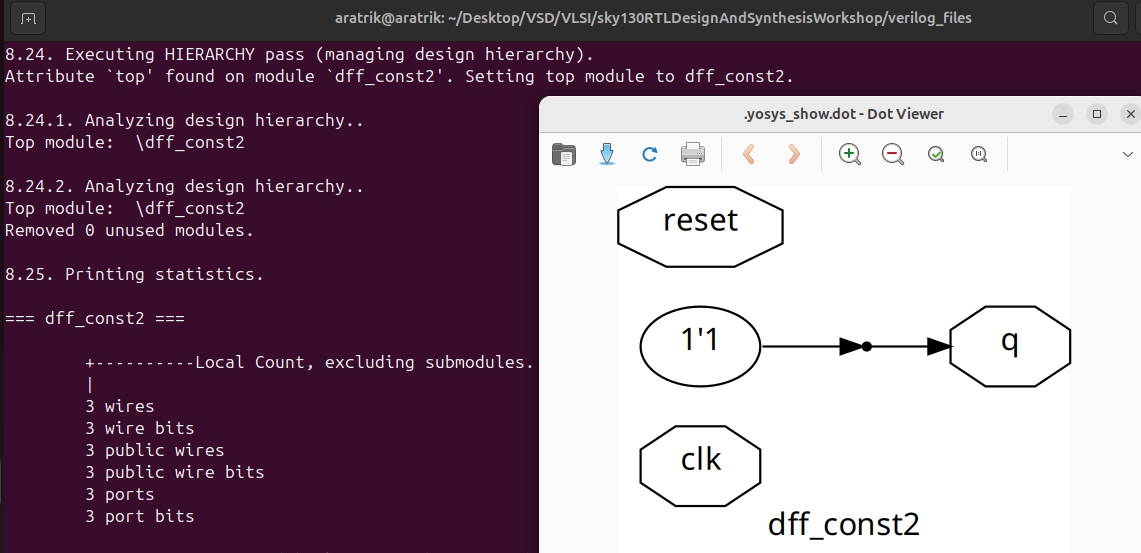 aratrik@aratrik: ~/Desktop/VSD/VLSI/sky130RTLDesignAndSynthesisWorkshop/verilog_files
8.24. Executing HIERARCHY pass (managing design hierarchy).
Attribute `top' found on module `dff_const2'. Setting top module to dff_const2.
8.24.1. Analyzing design hierarchy..
Top module:  \dff_const2
8.24.2. Analyzing design hierarchy..
Top module:  \dff_const2
Removed 0 unused modules.
8.25. Printing statistics.
=== dff_const2 ===
+----------Local Count, excluding submodules.
|
3 wires
3 wire bits
3 public wires
3 public wire bits
3 ports
3 port bits
.yosys_show.dot - Dot Viewer
reset
1'1
q
clk
dff_const2